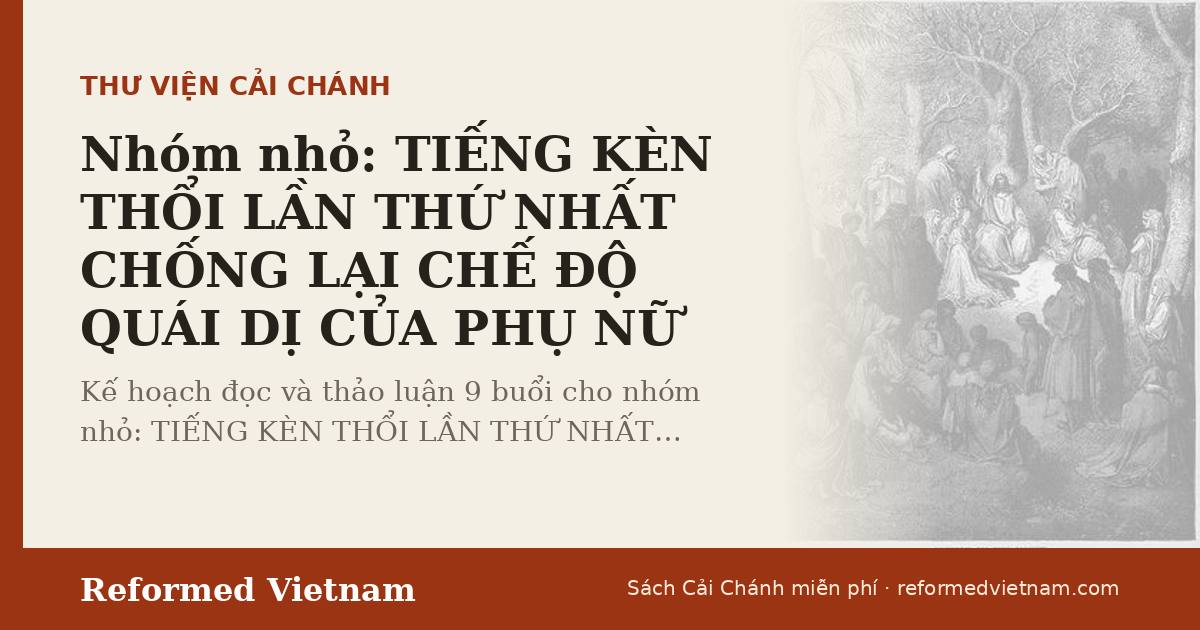 THƯ VIỆN CẢI CHÁNH
Nhóm nhỏ: TIẾNG KÈN
THỔI LẦN THỨ NHẤT
CHỐNG LẠI CHẾ ĐỘ
QUÁI DỊ CỦA PHỤ NỮ
Kế hoạch đọc và thảo luận 9 buổi cho nhóm
nhỏ: TIẾNG KÈN THỔI LẦN THỨ NHẤT…
Reformed Vietnam
Sách Cải Chánh miễn phí · reformedvietnam.com